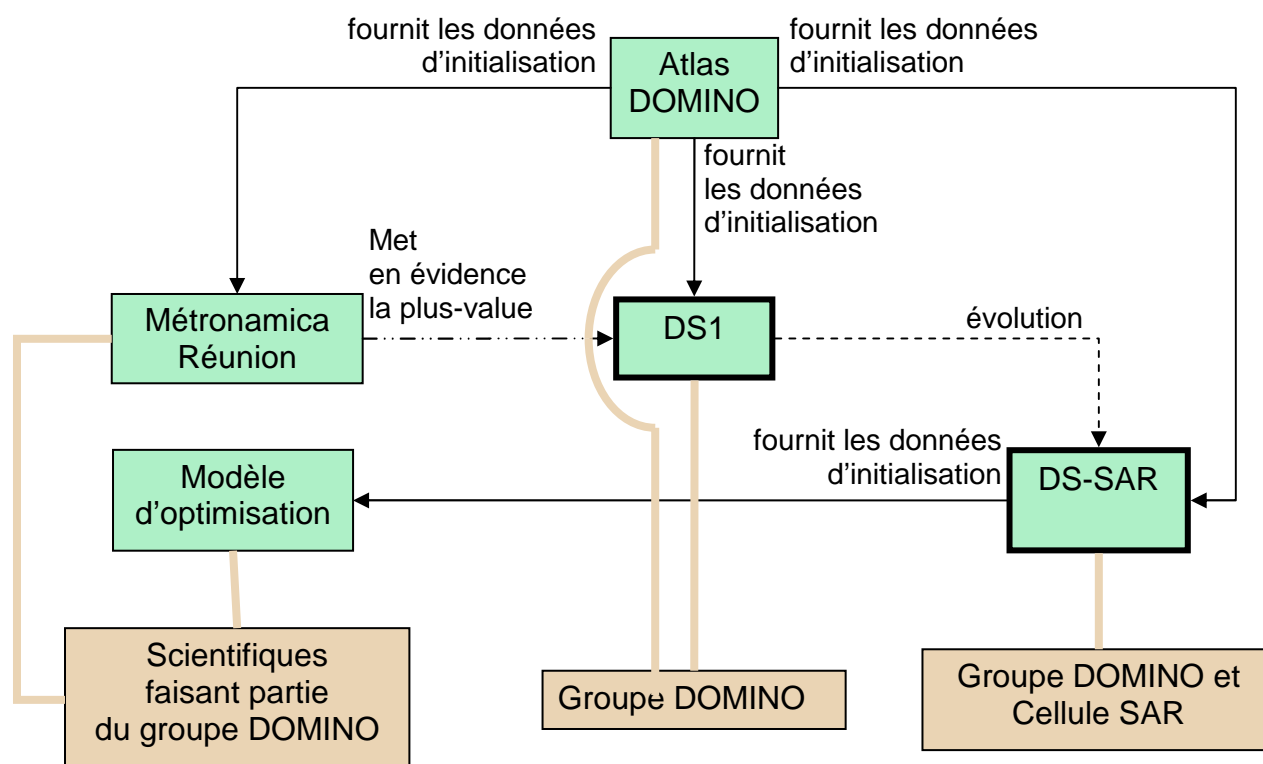 fournit les données
d’initialisation
Atlas
DOMINO
fournit les données
d’initialisation
fournit
les données
d’initialisation
Met
en évidence
la plus-value
Métronamica
Réunion
DS1
évolution
Modèle
d’optimisation
fournit les données
d’initialisation
DS-SAR
Scientifiques
faisant partie
du groupe DOMINO
Groupe DOMINO
Groupe DOMINO et
Cellule SAR